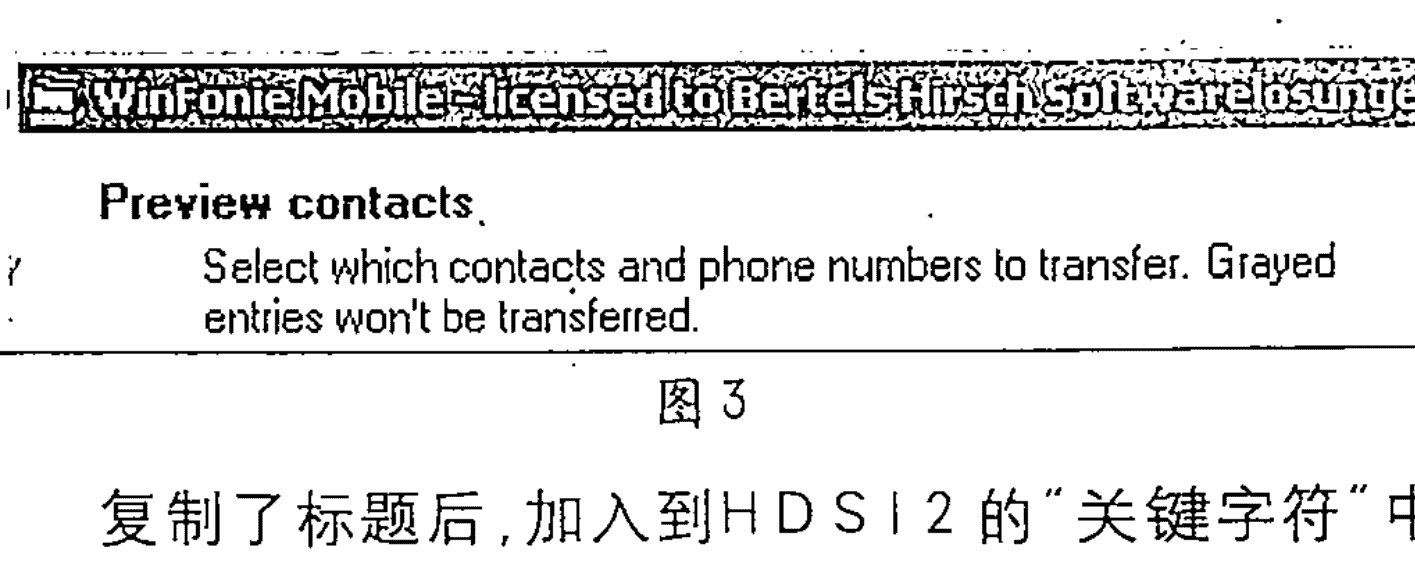 WinFonie Mobile - licensed to Bertels Hirsch Softwarelösunge
Preview contacts
Select which contacts and phone numbers to transfer. Grayed
entries won't be transferred.
图 3
复制了标题后,加入到HDSI2的“关键字符”中